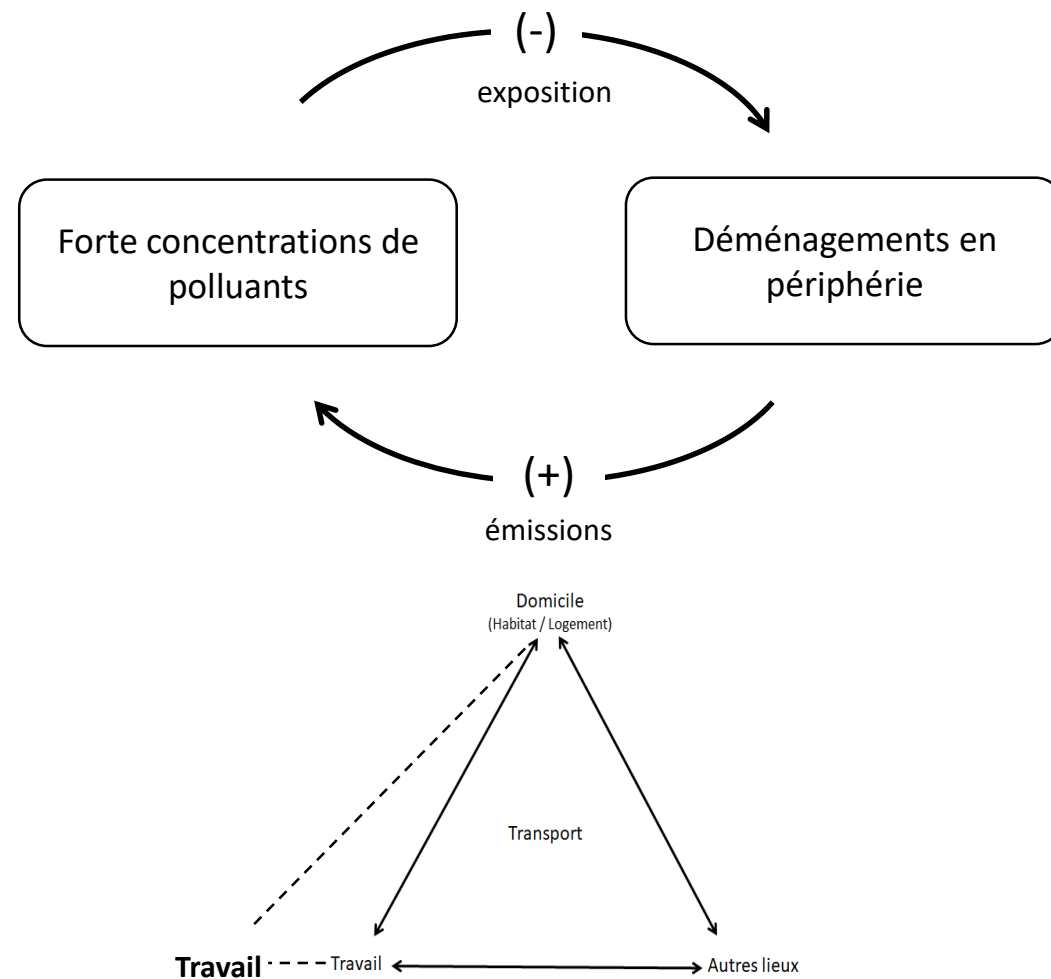 (-)
exposition
Forte concentrations de
polluants
Déménagements en
périphérie
(+)
émissions
Domicile
(Habitat / Logement)
Transport
Travail
Travail
Autres lieux